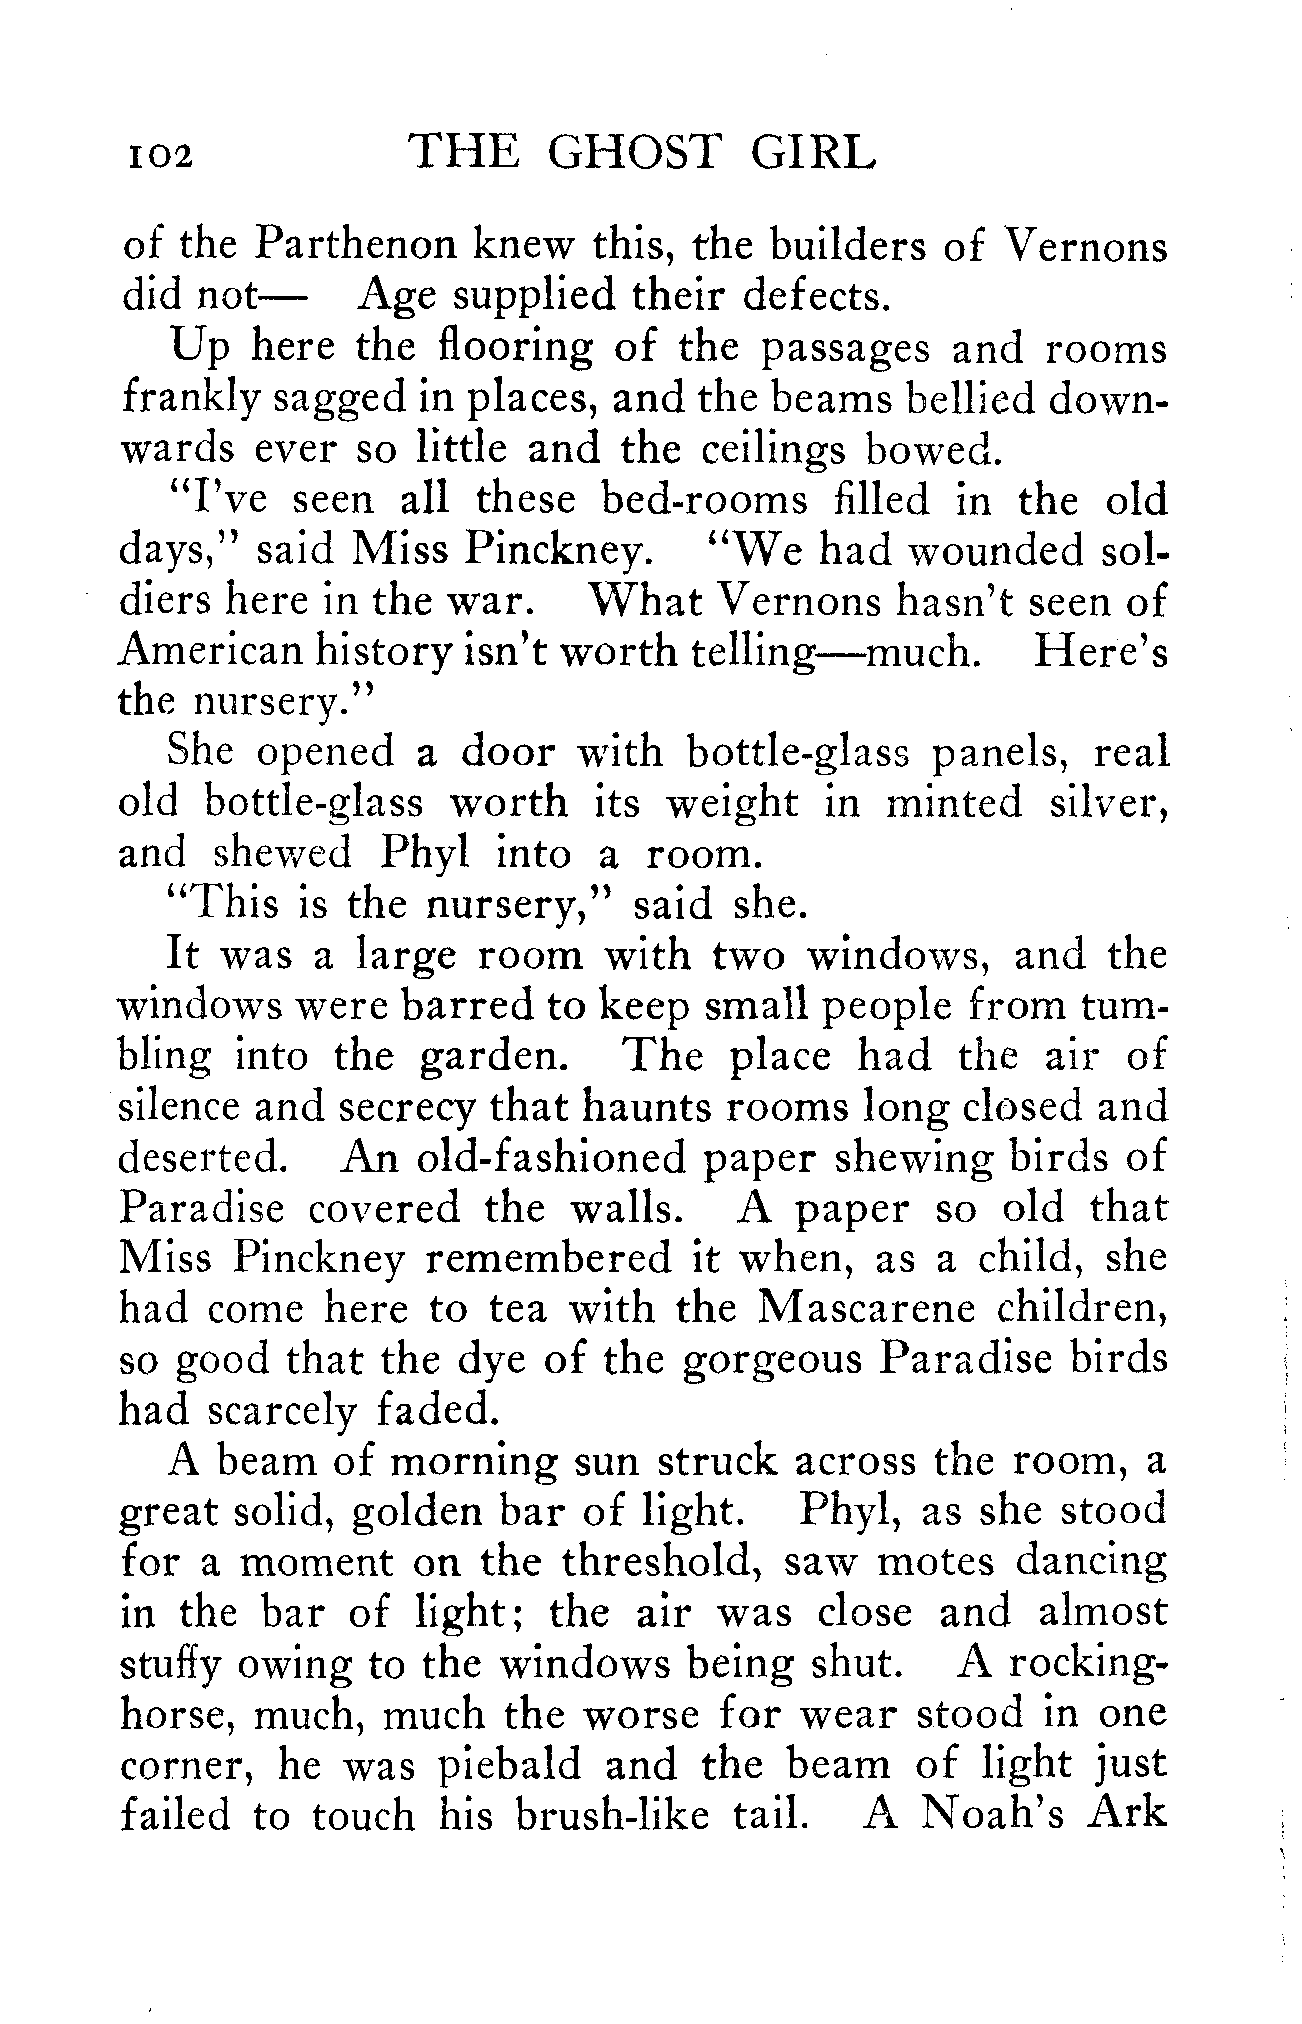 102 THE GHOST GIRL
of the Parthenon knew this, the builders of Vernons
did not— Age supplied their defects.
Up here the flooring of the passages and rooms
frankly sagged in places, and the beams bellied down-
wards ever so little and the ceilings bowed.
"I've seen all these bed-rooms filled in the old
days," said Miss Pinckney. "We had wounded sol-
diers here in the war. What Vernons hasn't seen of
American history isn't worth telling—much. Here's
the nursery."
She opened a door with bottle-glass panels, real
old bottle-glass worth its weight in minted silver,
and shewed Phyl into a room.
"This is the nursery," said she.
It was a large room with two windows, and the
windows were barred to keep small people from tum-
bling into the garden. The place had the air of
silence and secrecy that haunts rooms long closed and
deserted. An old-fashioned paper shewing birds of
Paradise covered the walls. A paper so old that
Miss Pinckney remembered it when, as a child, she
had come here to tea with the Mascarene children,
so good that the dye of the gorgeous Paradise birds
had scarcely faded.
A beam of morning sun struck across the room, a
great solid, golden bar of light. Phyl, as she stood
for a moment on the threshold, saw motes dancing
in the bar of light; the air was close and almost
stuffy owing to the windows being shut. A rocking-
horse, much, much the worse for wear stood in one
corner, he was piebald and the beam of light just
failed to touch his brush-like tail. A Noah's Ark